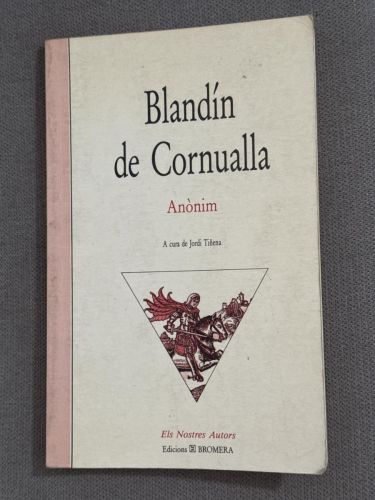 Blandín
de Cornualla
Anònim
A cura de Jordi Tiñena
Els Nostres Autors
Edicions B BROMERA